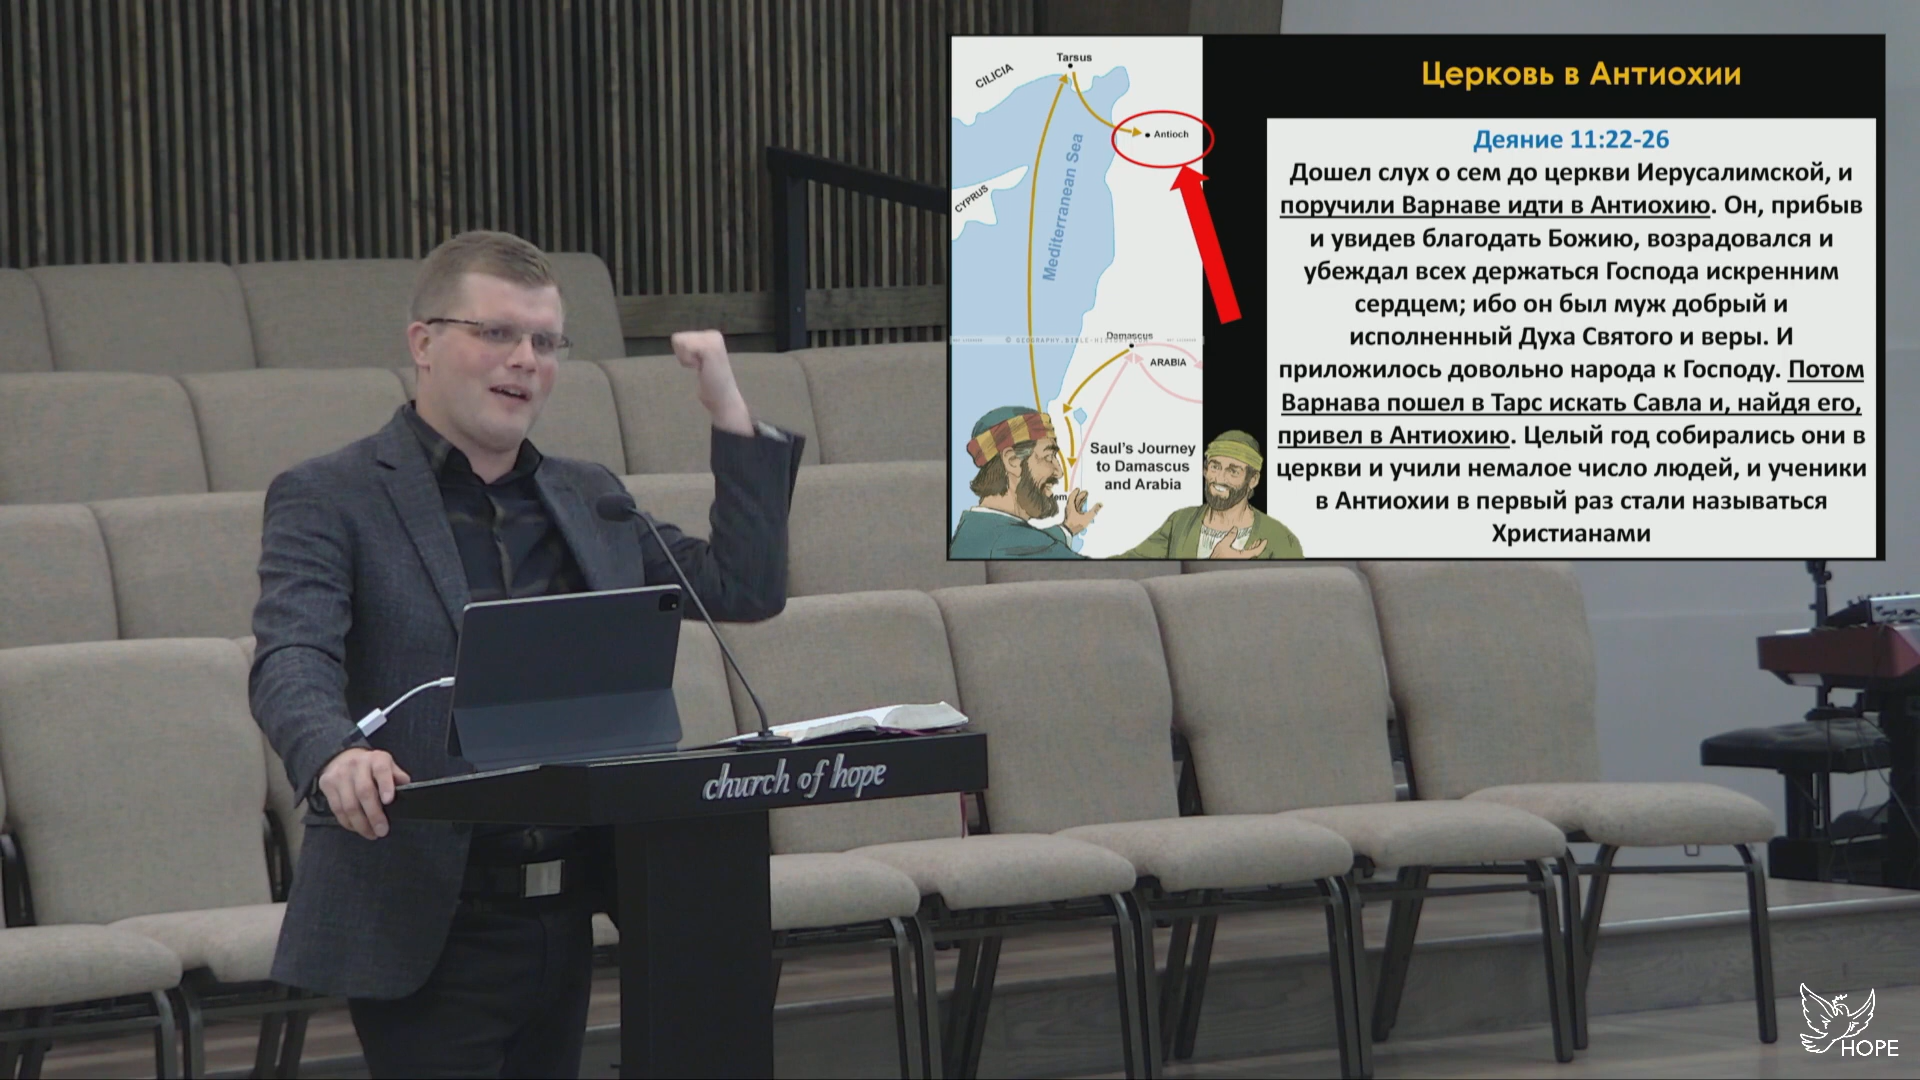 Tarsus
CILICIA
Antioch
Mediterranean Sea
CYPRUS
Damascus
ARABIA
Saul's Journey
to Damascus
and Arabia
Церковь в Антиохии
Деяние 11:22-26
Дошел слух о сем до церкви Иерусалимской, и
поручили Варнаве идти в Антиохию. Он, прибыв
и увидев благодать Божию, возрадовался и
убеждал всех держаться Господа искренним
сердцем; ибо он был муж добрый и
исполненный Духа Святого и веры. И
приложилось довольно народа к Господу. Потом
Варнава пошел в Тарс искать Савла и, найдя его,
привел в Антиохию. Целый год собирались они в
церкви и учили немалое число людей, и ученики
в Антиохии в первый раз стали называться
Христианами
church of hope
HOPE